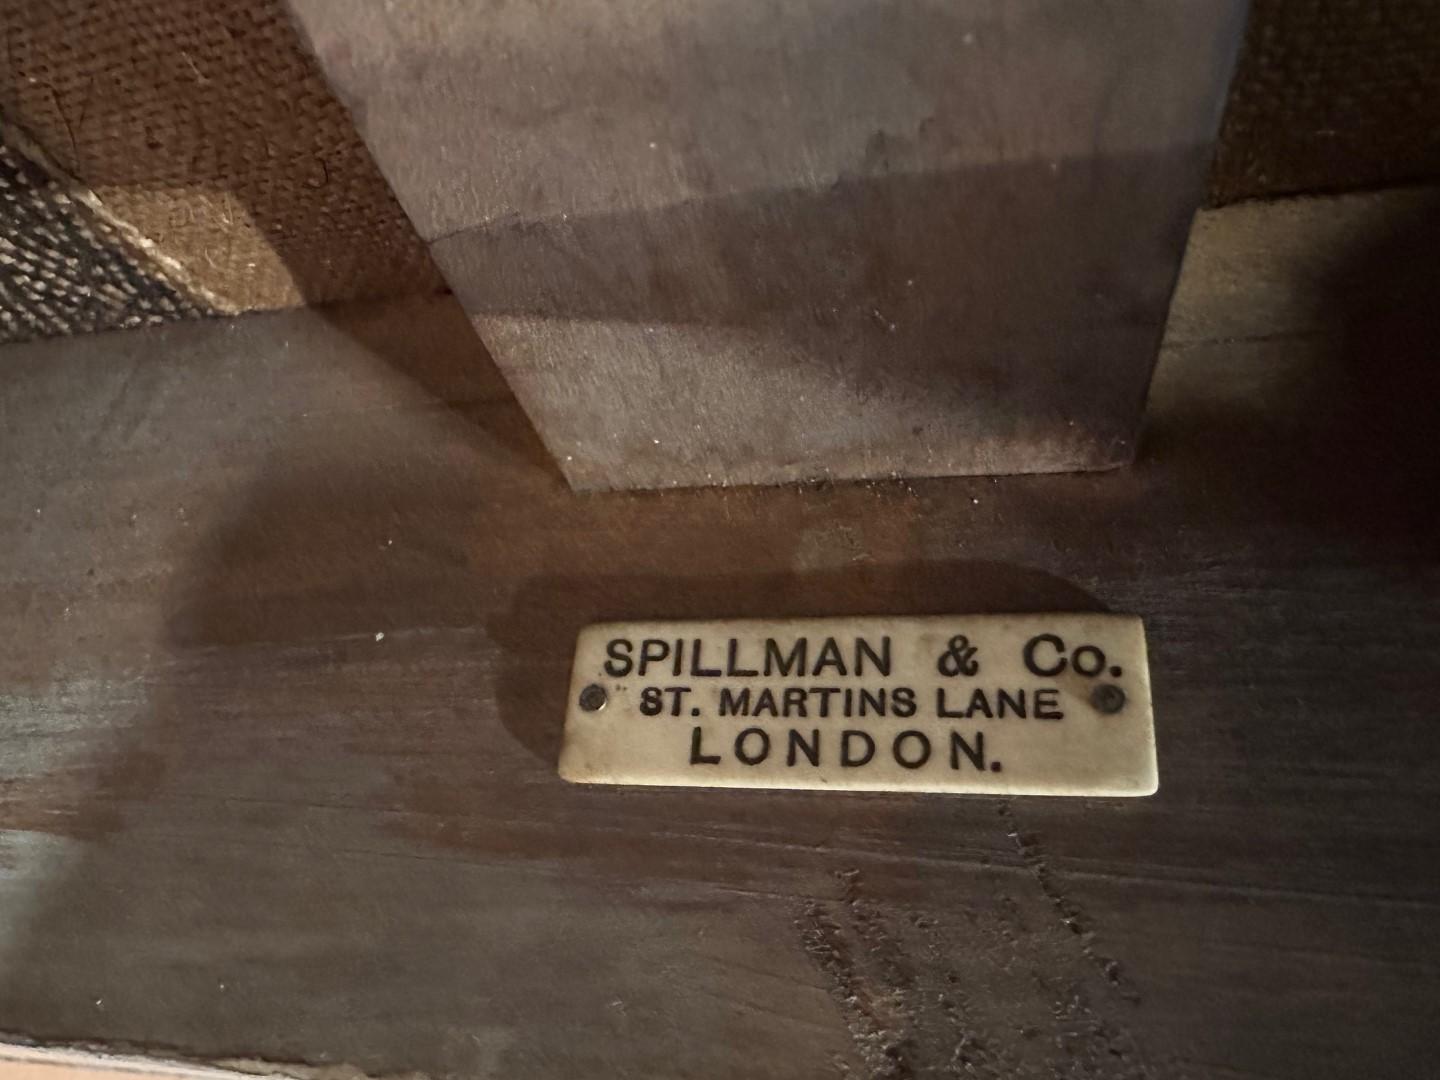 SPILLMAN & Co.
ST. MARTINS LANE
LONDON.